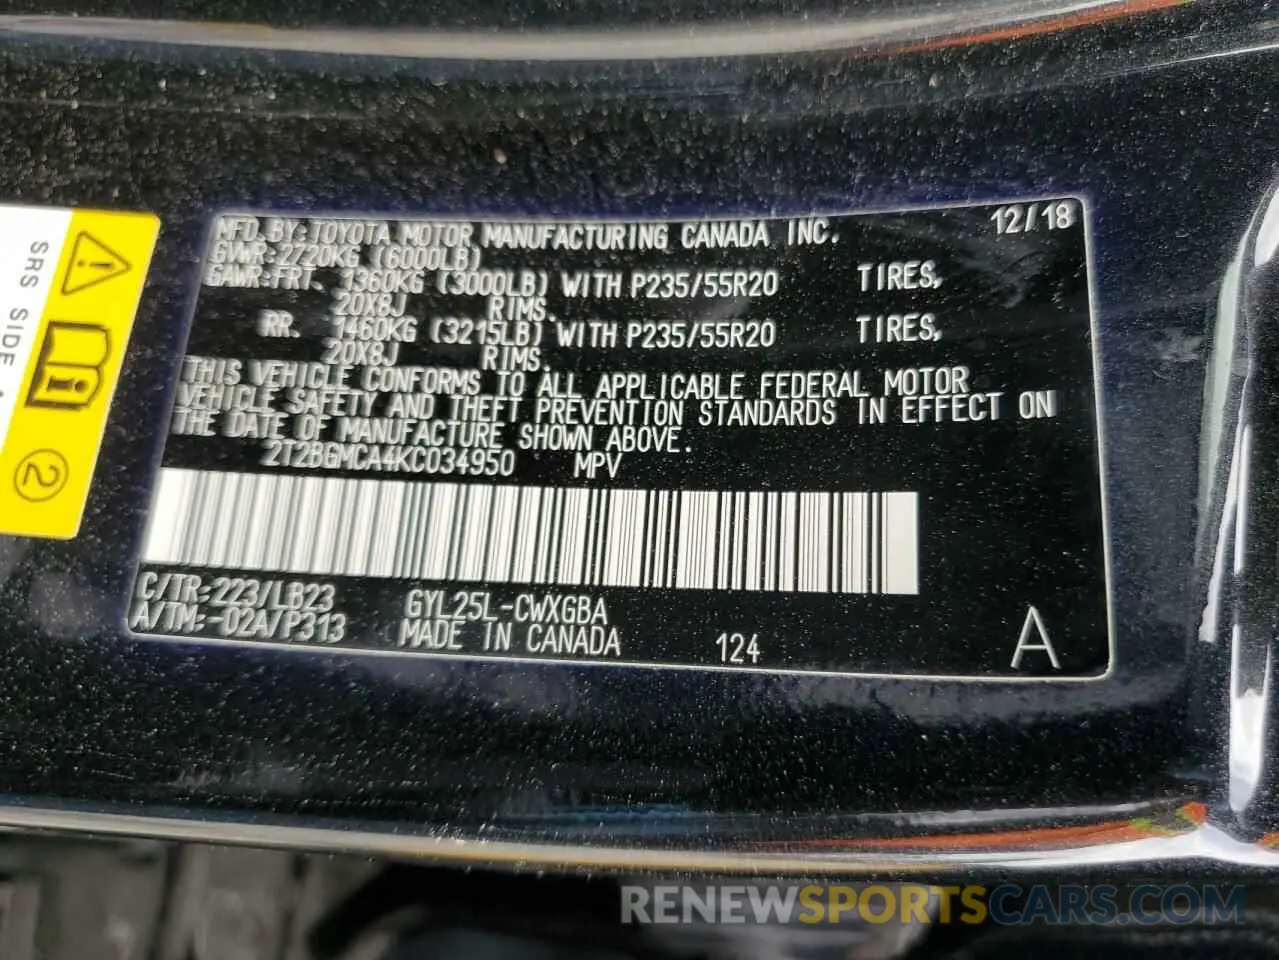 MFD. BY: TOYOTA MOTOR MANUFACTURING CANADA INC. 12/18
GVWR: 2720KG (6000LB)
GAWR: FRT. 1360KG (3000LB) WITH P235/55R20 TIRES,
20X8J RIMS.
RR. 1460KG (3215LB) WITH P235/55R20 TIRES,
20X8J RIMS.
THIS VEHICLE CONFORMS TO ALL APPLICABLE FEDERAL MOTOR
VEHICLE SAFETY AND THEFT PREVENTION STANDARDS IN EFFECT ON
THE DATE OF MANUFACTURE SHOWN ABOVE.
2T2BGMCA4KC034950 MPV
C/TR: 223/LB23 GYL25L-CWXGBA
A/TM: -02A/P313 MADE IN CANADA 124 A
SRS SIDE
2
RENEWSPORTSCARS.COM